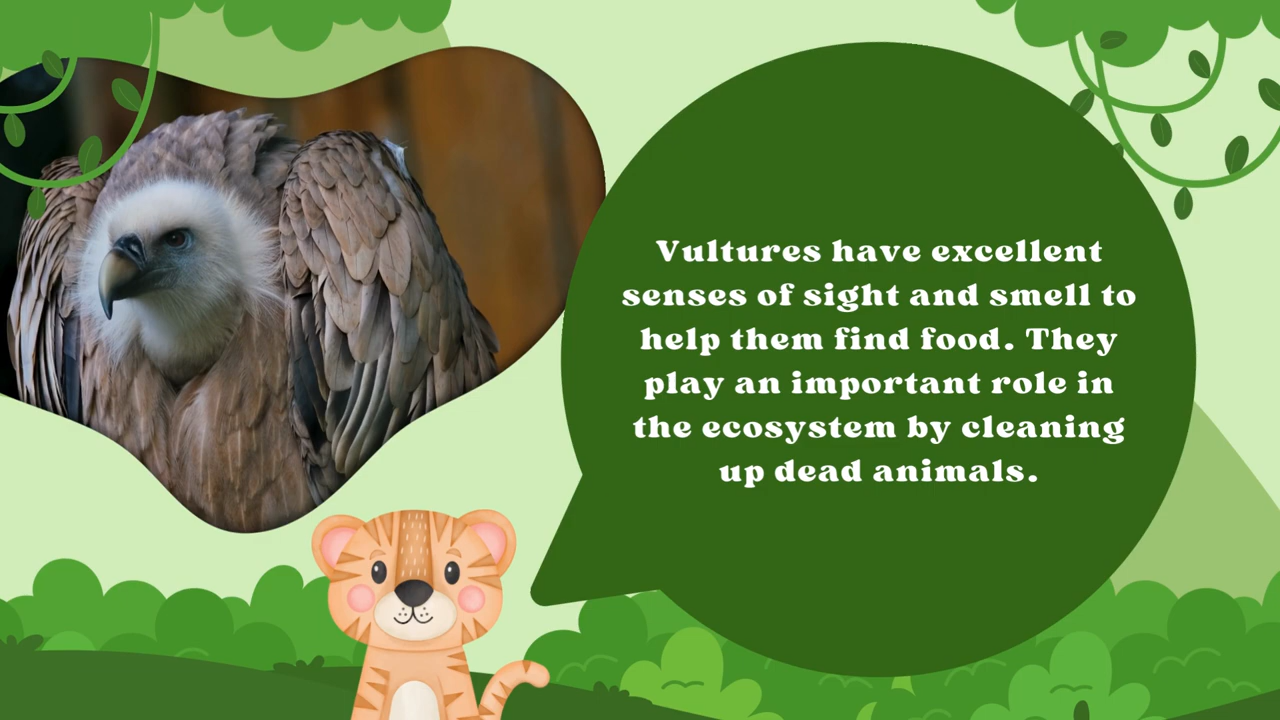 Vultures have excellent
senses of sight and smell to
help them find food. They
play an important role in
the ecosystem by cleaning
up dead animals.